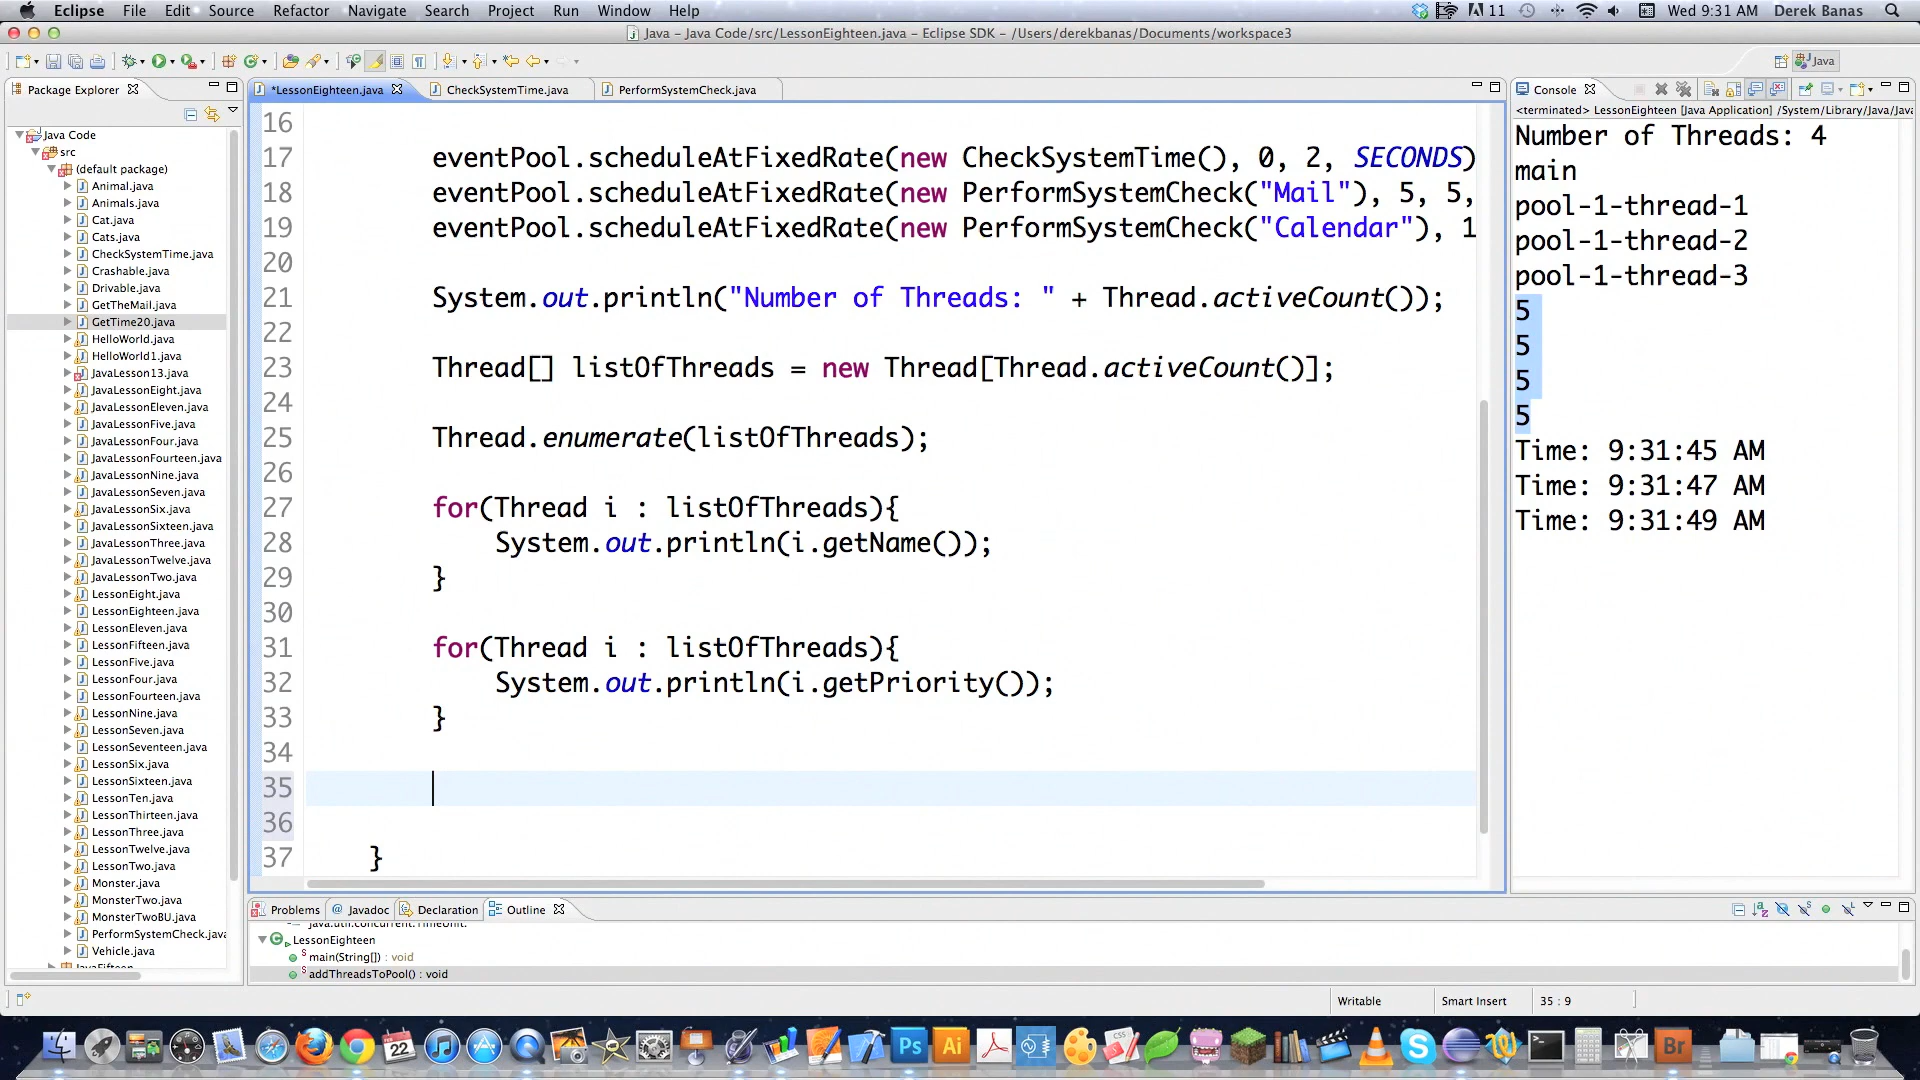 Eclipse File Edit Source Refactor Navigate Search Project Run Window Help 11 Wed 9:31 AM Derek Banas
Java – Java Code/src/LessonEighteen.java – Eclipse SDK – /Users/derekbanas/Documents/workspace3
Java
Package Explorer
Java Code
src
(default package)
Animal.java
Animals.java
Cat.java
Cats.java
CheckSystemTime.java
Crashable.java
Drivable.java
GetTheMail.java
GetTime20.java
HelloWorld.java
HelloWorld1.java
JavaLesson13.java
JavaLessonEight.java
JavaLessonEleven.java
JavaLessonFive.java
JavaLessonFour.java
JavaLessonFourteen.java
JavaLessonNine.java
JavaLessonSeven.java
JavaLessonSix.java
JavaLessonSixteen.java
JavaLessonThree.java
JavaLessonTwelve.java
JavaLessonTwo.java
LessonEight.java
LessonEighteen.java
LessonEleven.java
LessonFifteen.java
LessonFive.java
LessonFour.java
LessonFourteen.java
LessonNine.java
LessonSeven.java
LessonSeventeen.java
LessonSix.java
LessonSixteen.java
LessonTen.java
LessonThirteen.java
LessonThree.java
LessonTwelve.java
LessonTwo.java
Monster.java
MonsterTwo.java
MonsterTwoBU.java
PerformSystemCheck.java
Vehicle.java
JavaFifteen
*LessonEighteen.java CheckSystemTime.java PerformSystemCheck.java
16
17 eventPool.scheduleAtFixedRate(new CheckSystemTime(), 0, 2, SECONDS)
18 eventPool.scheduleAtFixedRate(new PerformSystemCheck("Mail"), 5, 5,
19 eventPool.scheduleAtFixedRate(new PerformSystemCheck("Calendar"), 1
20
21 System.out.println("Number of Threads: " + Thread.activeCount());
22
23 Thread[] listOfThreads = new Thread[Thread.activeCount()];
24
25 Thread.enumerate(listOfThreads);
26
27 for(Thread i : listOfThreads){
28 System.out.println(i.getName());
29 }
30
31 for(Thread i : listOfThreads){
32 System.out.println(i.getPriority());
33 }
34
35
36
37 }
Console
<terminated> LessonEighteen [Java Application] /System/Library/Java/Java
Number of Threads: 4
main
pool-1-thread-1
pool-1-thread-2
pool-1-thread-3
5
5
5
5
Time: 9:31:45 AM
Time: 9:31:47 AM
Time: 9:31:49 AM
Problems @ Javadoc Declaration Outline
java.util.concurrent.TimeUnit.
LessonEighteen
main(String[]) : void
addThreadsToPool() : void
Writable Smart Insert 35 : 9
22 Ps Ai CSS S Br